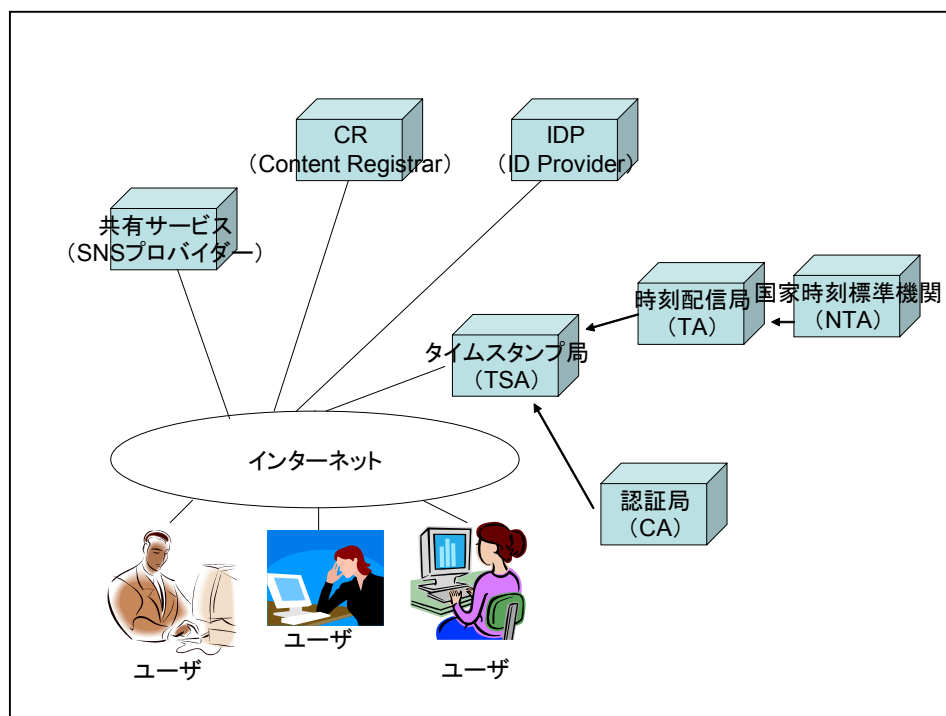 CR
（Content Registrar）
IDP
（ID Provider）
共有サービス
（SNSプロバイダー）
時刻配信局
（TA）
国家時刻標準機関
（NTA）
タイムスタンプ局
（TSA）
インターネット
認証局
（CA）
ユーザ
ユーザ
ユーザ